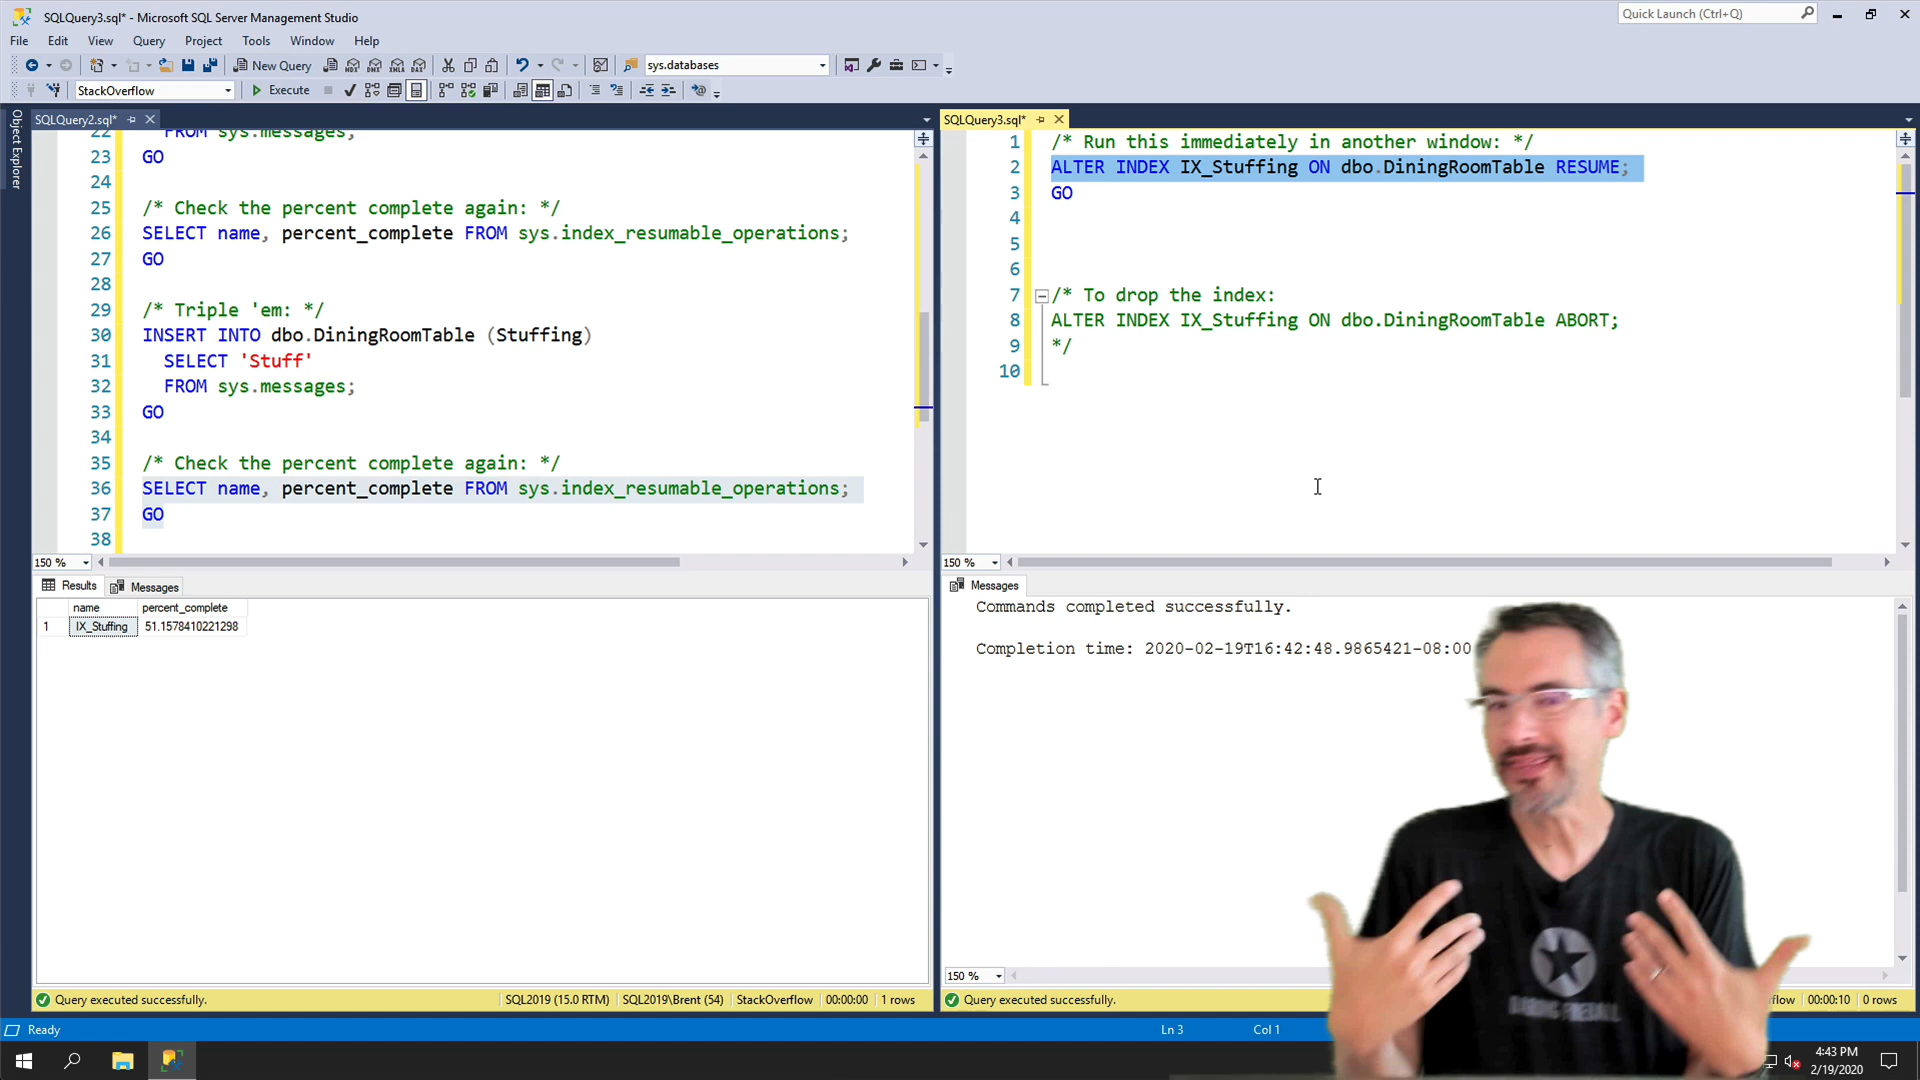 SQLQuery3.sql* - Microsoft SQL Server Management Studio
Quick Launch (Ctrl+Q)
File Edit View Query Project Tools Window Help
New Query
sys.databases
StackOverflow
Execute
Object Explorer
SQLQuery2.sql*
22 FROM sys.messages;
23 GO
24
25 /* Check the percent complete again: */
26 SELECT name, percent_complete FROM sys.index_resumable_operations;
27 GO
28
29 /* Triple 'em: */
30 INSERT INTO dbo.DiningRoomTable (Stuffing)
31 SELECT 'Stuff'
32 FROM sys.messages;
33 GO
34
35 /* Check the percent complete again: */
36 SELECT name, percent_complete FROM sys.index_resumable_operations;
37 GO
38
150 %
Results Messages
name percent_complete
1 IX_Stuffing 51.1578410221298
Query executed successfully. SQL2019 (15.0 RTM) SQL2019\Brent (54) StackOverflow 00:00:00 1 rows
SQLQuery3.sql*
1 /* Run this immediately in another window: */
2 ALTER INDEX IX_Stuffing ON dbo.DiningRoomTable RESUME;
3 GO
4
5
6
7 /* To drop the index:
8 ALTER INDEX IX_Stuffing ON dbo.DiningRoomTable ABORT;
9 */
10
150 %
Messages
Commands completed successfully.
Completion time: 2020-02-19T16:42:48.9865421-08:00
150 %
Query executed successfully. flow 00:00:10 0 rows
Ready Ln 3 Col 1
4:43 PM
2/19/2020